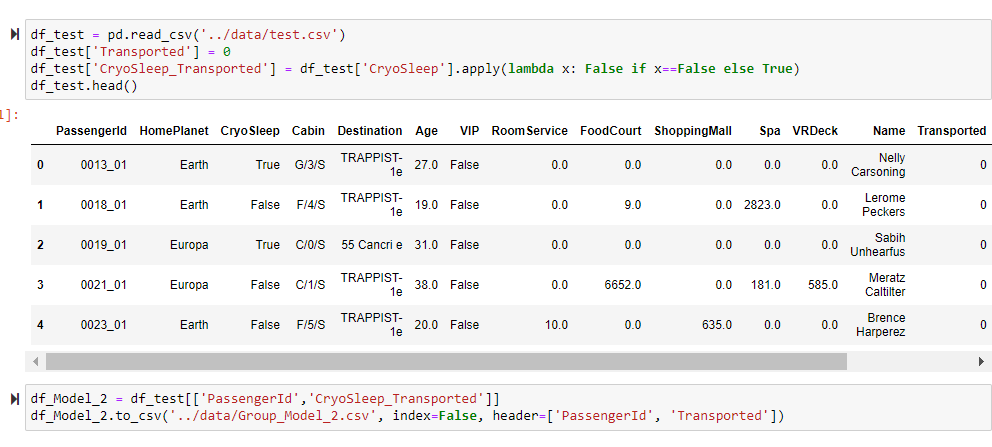 df_test = pd.read_csv('../data/test.csv')
df_test['Transported'] = 0
df_test['CryoSleep_Transported'] = df_test['CryoSleep'].apply(lambda x: False if x==False else True)
df_test.head()
]:
PassengerId HomePlanet CryoSleep Cabin Destination Age VIP RoomService FoodCourt ShoppingMall Spa VRDeck Name Transported
0 0013_01 Earth True G/3/S TRAPPIST-1e 27.0 False 0.0 0.0 0.0 0.0 0.0 Nelly Carsoning 0
1 0018_01 Earth False F/4/S TRAPPIST-1e 19.0 False 0.0 9.0 0.0 2823.0 0.0 Lerome Peckers 0
2 0019_01 Europa True C/0/S 55 Cancri e 31.0 False 0.0 0.0 0.0 0.0 0.0 Sabih Unhearfus 0
3 0021_01 Europa False C/1/S TRAPPIST-1e 38.0 False 0.0 6652.0 0.0 181.0 585.0 Meratz Caltilter 0
4 0023_01 Earth False F/5/S TRAPPIST-1e 20.0 False 10.0 0.0 635.0 0.0 0.0 Brence Harperez 0
df_Model_2 = df_test[['PassengerId','CryoSleep_Transported']]
df_Model_2.to_csv('../data/Group_Model_2.csv', index=False, header=['PassengerId', 'Transported'])